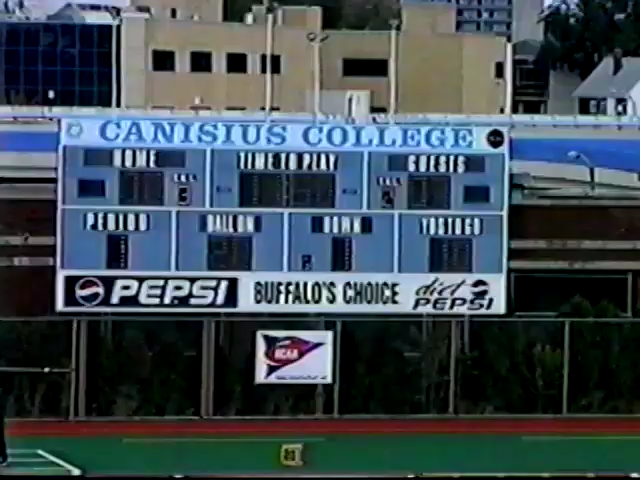 CANISIUS COLLEGE
HOME TIME TO PLAY GUESTS
T.O.L. T.O.L.
PERIOD BALL ON DOWN YDS TO GO
PEPSI BUFFALO'S CHOICE diet PEPSI